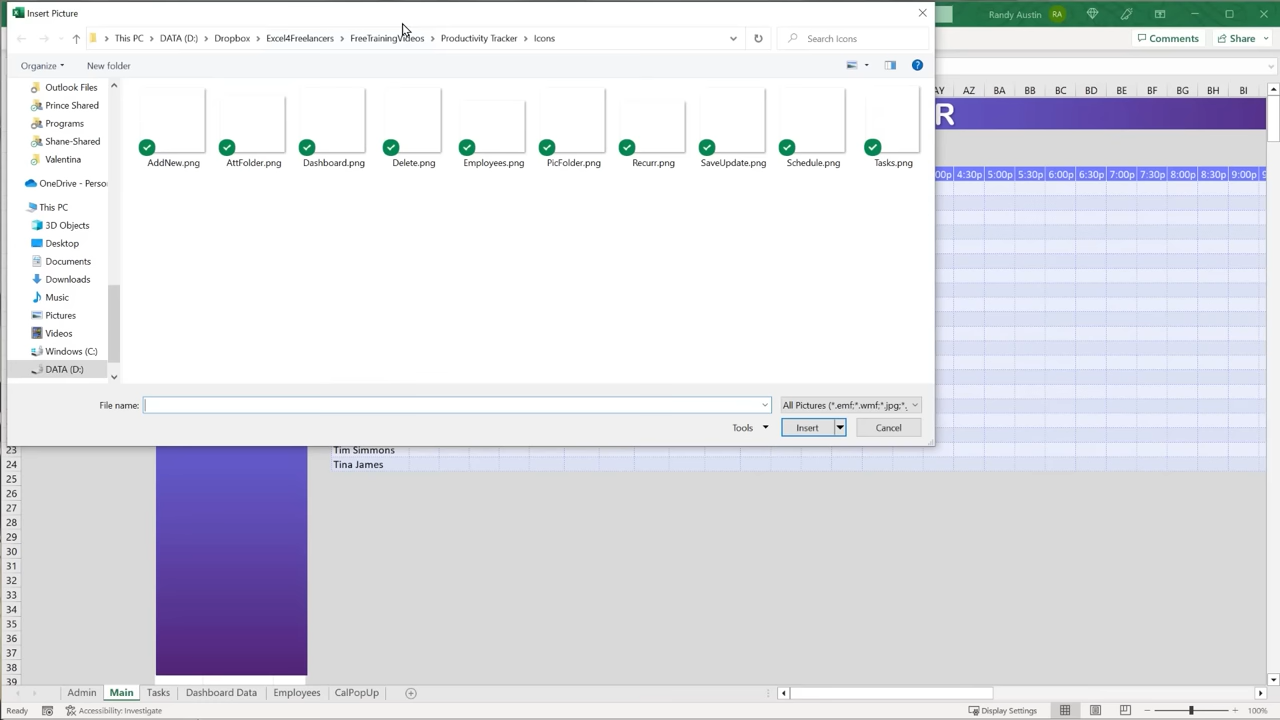 Insert Picture
Randy Austin RA
This PC DATA (D:) Dropbox Excel4Freelancers FreeTrainingVideos Productivity Tracker Icons Search Icons
Comments Share
Organize New folder
Outlook Files
Prince Shared
Programs
Shane-Shared
Valentina
OneDrive - Perso
This PC
3D Objects
Desktop
Documents
Downloads
Music
Pictures
Videos
Windows (C:)
DATA (D:)
AddNew.png AttFolder.png Dashboard.png Delete.png Employees.png PicFolder.png Recurr.png SaveUpdate.png Schedule.png Tasks.png
File name: All Pictures (*.emf;*.wmf;*.jpg;*.
Tools Insert Cancel
AY AZ BA BB BC BD BE BF BG BH BI
R
00p 4:30p 5:00p 5:30p 6:00p 6:30p 7:00p 7:30p 8:00p 8:30p 9:00p 9
23 Tim Simmons
24 Tina James
25
26
27
28
29
30
31
32
33
34
35
36
37
38
39
Admin Main Tasks Dashboard Data Employees CalPopUp
Ready Accessibility: Investigate Display Settings 100%